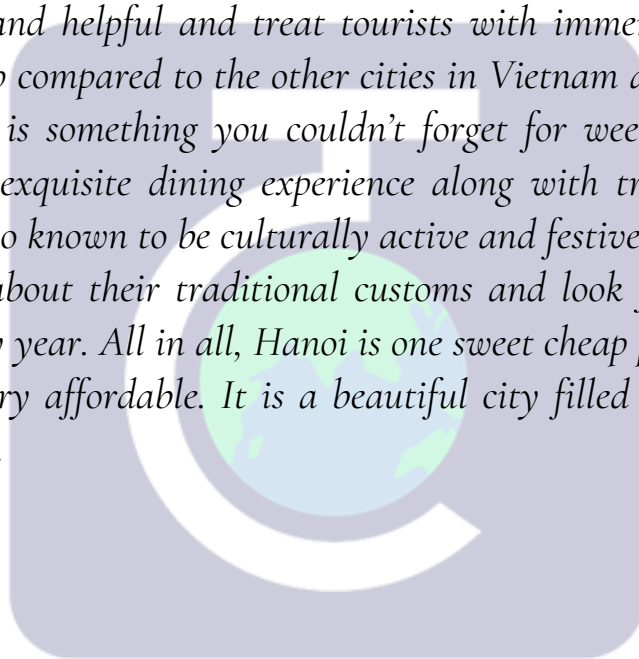 and helpful and treat tourists with
compared to the other cities in Vietnam
is something you couldn't forget for
exquisite dining experience along with
known to be culturally active and festive
about their traditional customs and look
year. All in all, Hanoi is one sweet cheap
affordable. It is a beautiful city filled